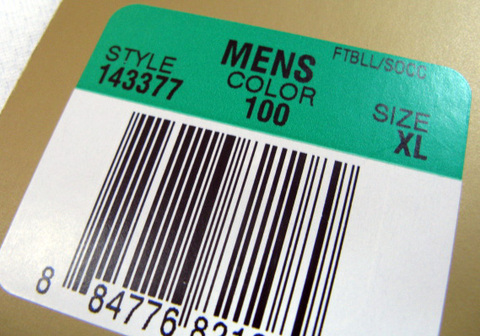 FTBLL/SOCC
STYLE
143377
MENS
COLOR
100
SIZE
XL
8 84776